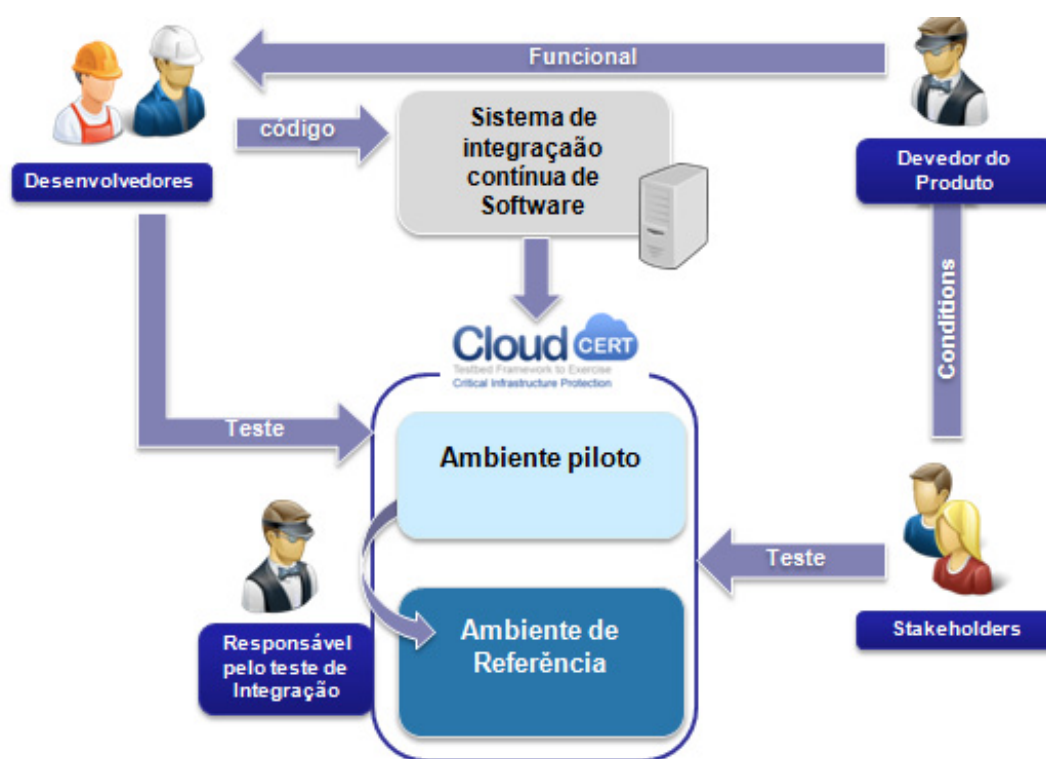 Funcional
código
Sistema de
integraçaão
contínua de
Software
Desenvolvedores
Devedor do
Produto
Conditions
Cloud CERT
Testbed Framework to Exercise
Critical Infrastructure Protection
Teste
Ambiente piloto
Teste
Responsável
pelo teste de
Integração
Ambiente de
Referência
Stakeholders